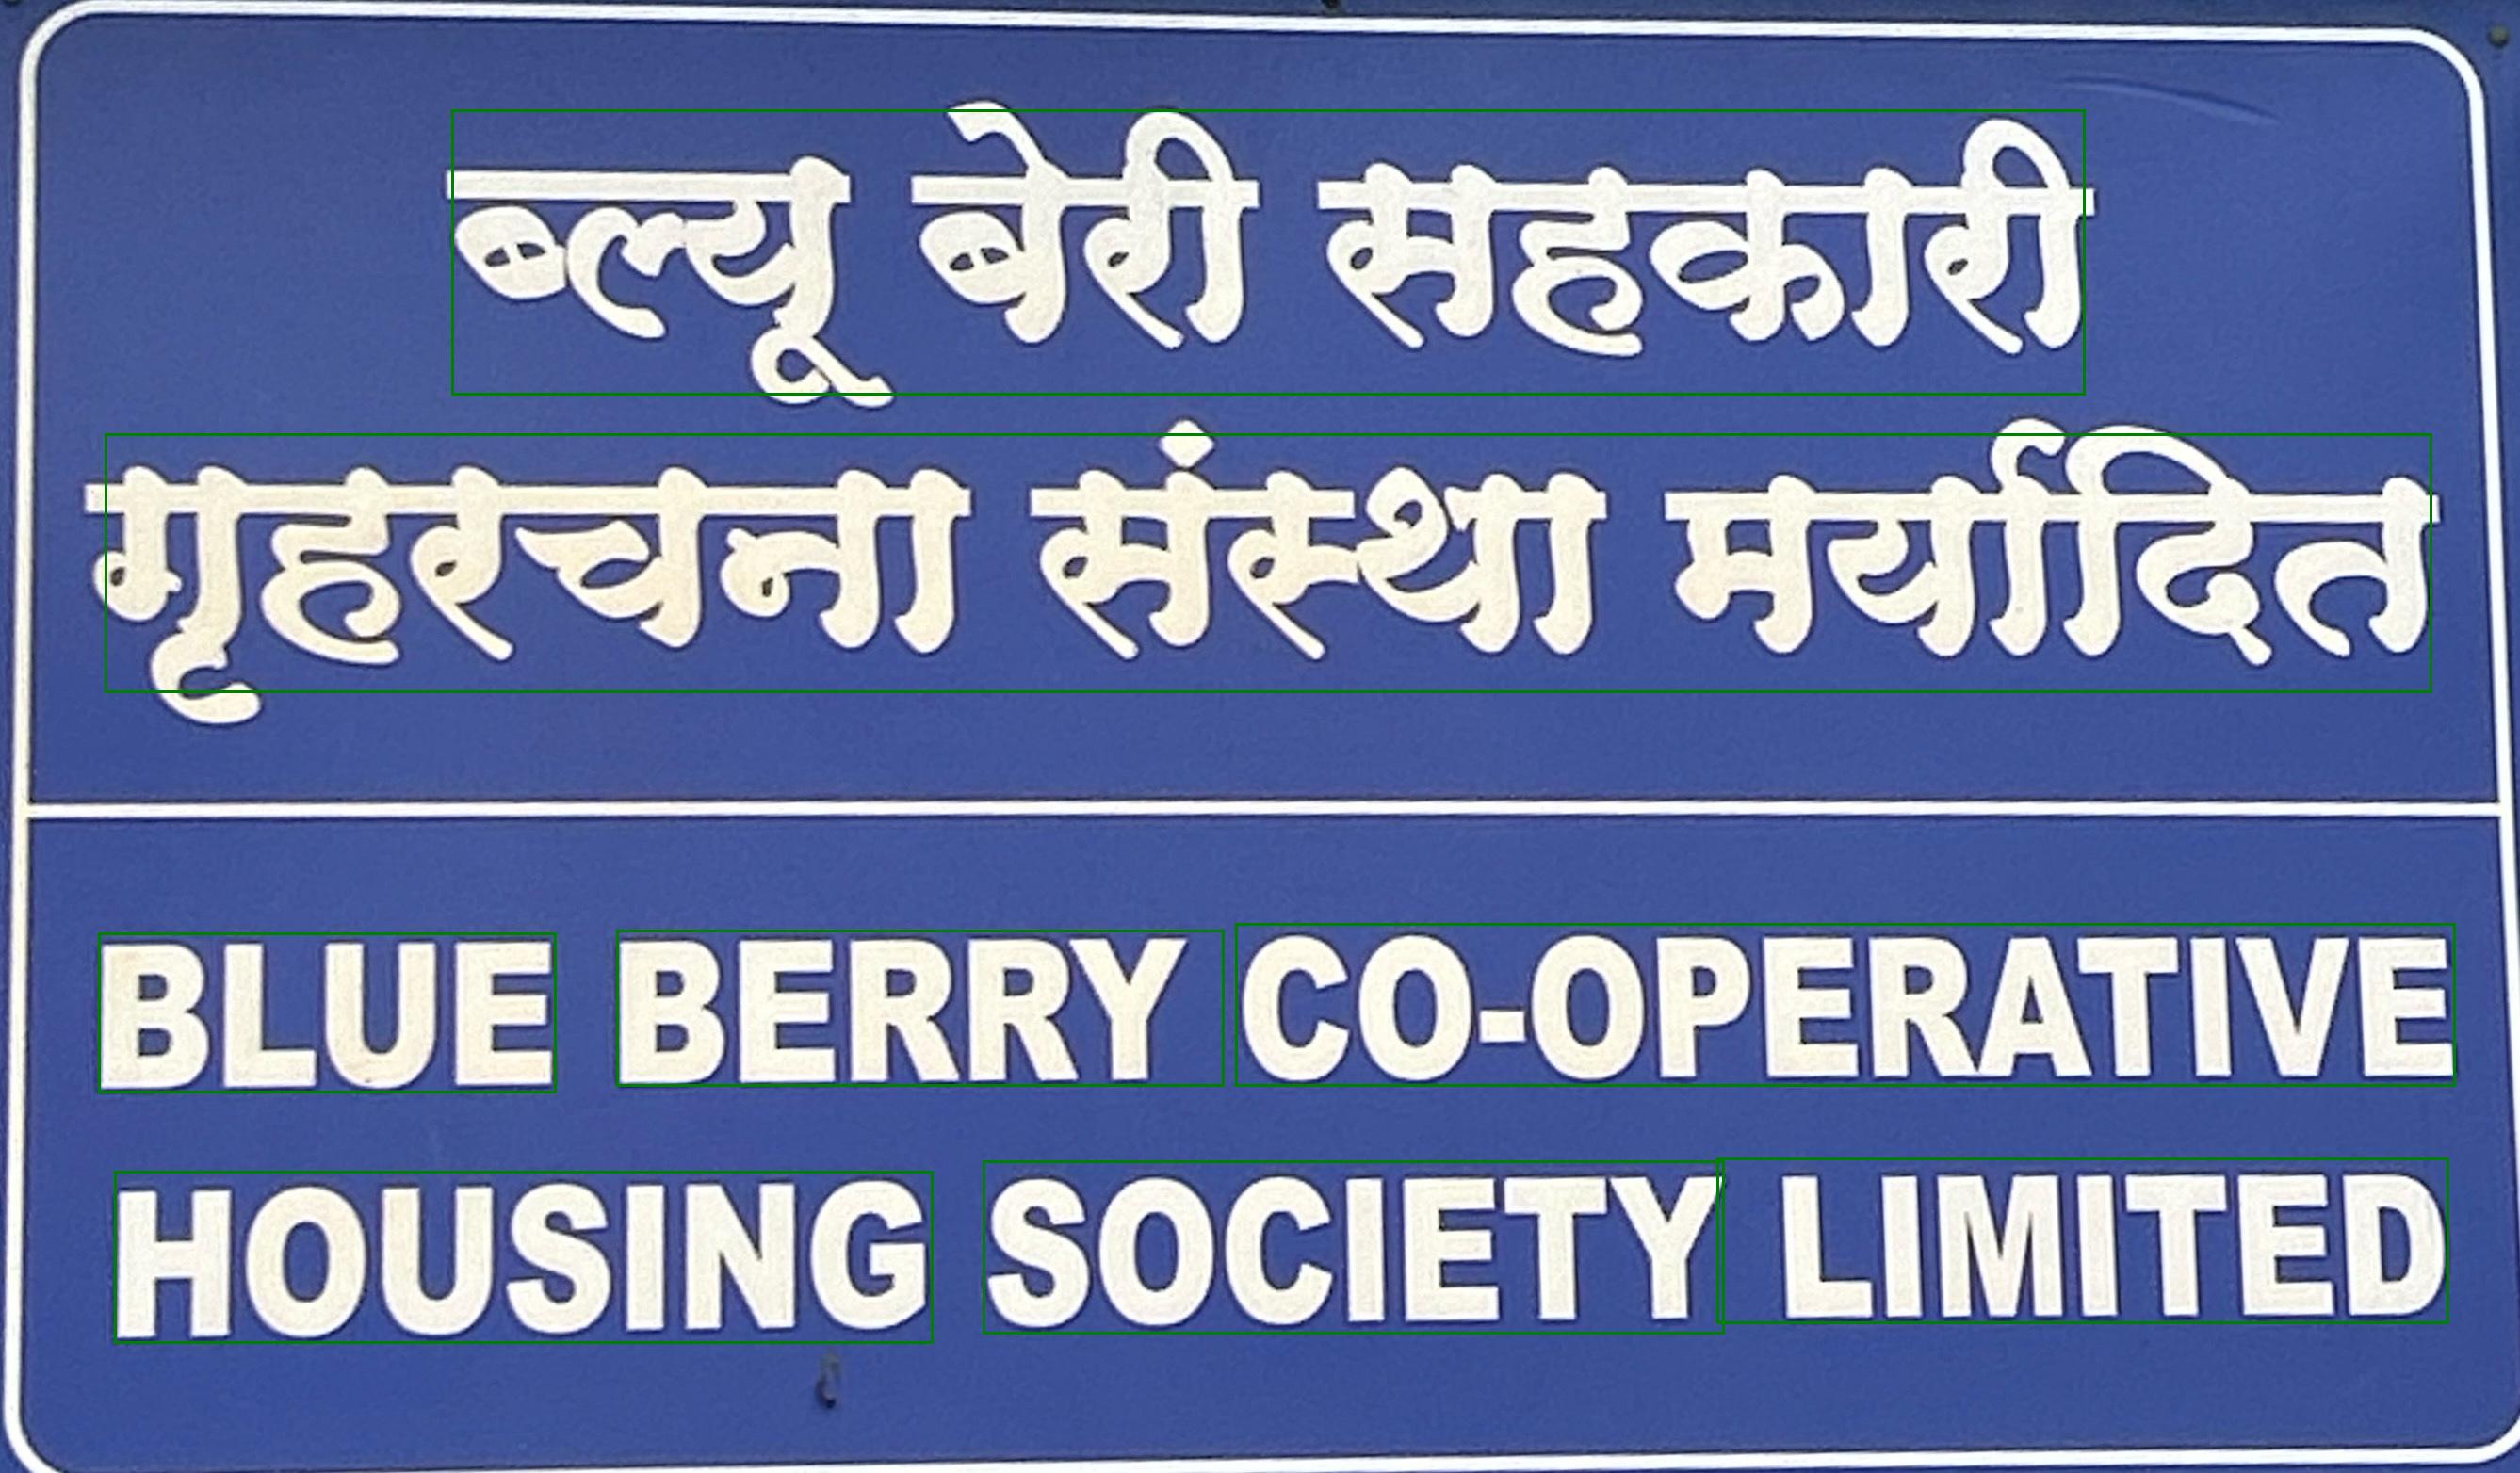 ब्ल्यू बेरी सहकारी
गृहरचना संस्था मर्यादित
BLUE BERRY CO-OPERATIVE
HOUSING SOCIETY LIMITED